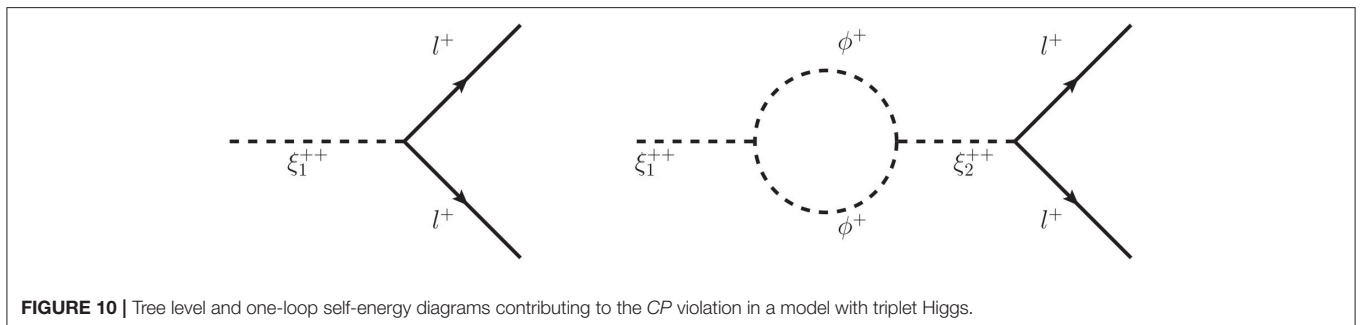 l⁺
ξ₁⁺⁺
l⁺
ϕ⁺
ξ₁⁺⁺
ϕ⁺
ξ₂⁺⁺
l⁺
l⁺
FIGURE 10 | Tree level and one-loop self-energy diagrams contributing to the CP violation in a model with triplet Higgs.